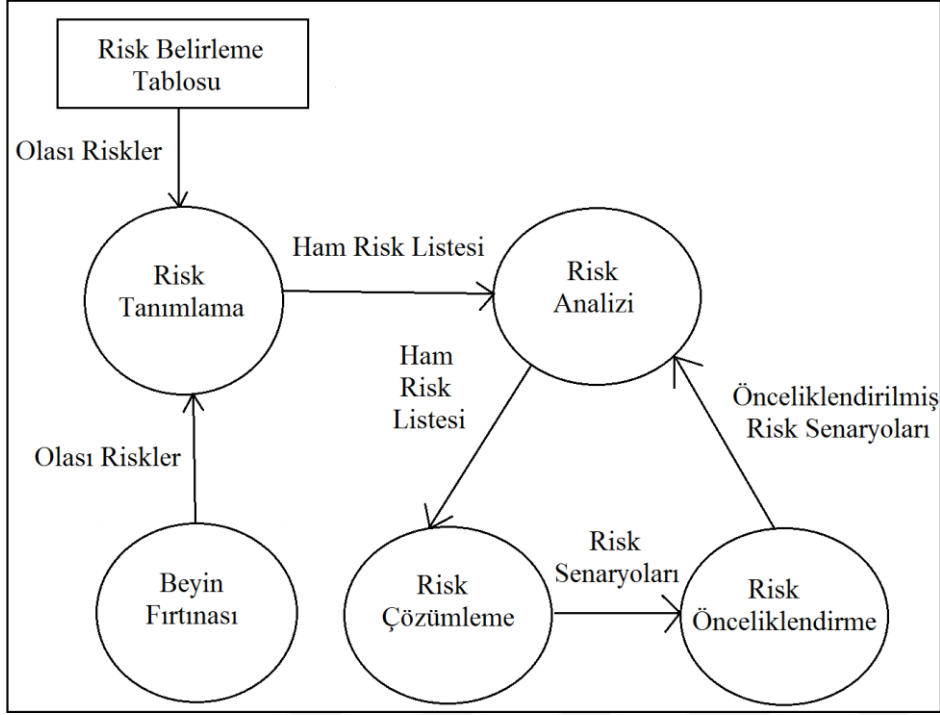 Risk Belirleme
Tablosu
Olası Riskler
Risk
Tanımlama
Ham Risk Listesi
Risk
Analizi
Ham
Risk
Listesi
Önceliklendirilmiş
Risk Senaryoları
Olası Riskler
Beyin
Fırtınası
Risk
Çözümleme
Risk
Senaryoları
Risk
Önceliklendirme